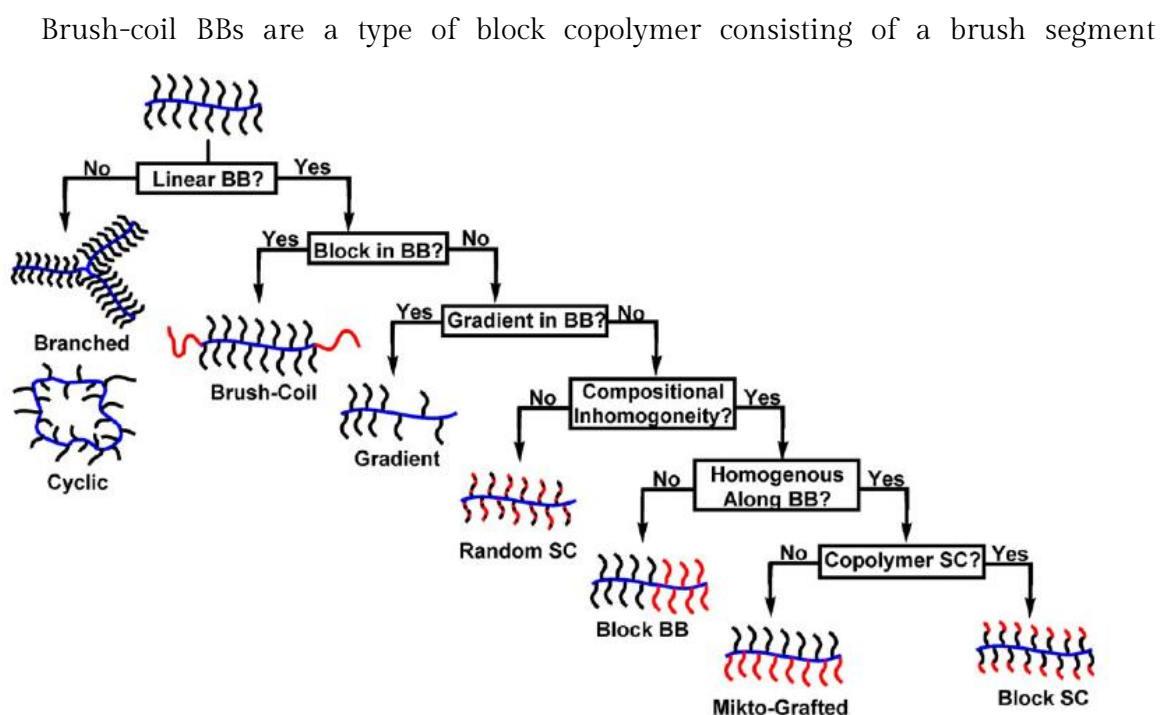 Brush-coil BBs are a type of block copolymer consisting of a brush segment
No
Linear BB?
Yes
Yes
Block in BB?
No
Branched
Brush-Coil
Yes
Gradient in BB?
No
Cyclic
Gradient
No
Compositional
Inhomogoneity?
Yes
Random SC
No
Homogenous
Along BB?
Yes
Block BB
No
Copolymer SC?
Yes
Mikto-Grafted
Block SC